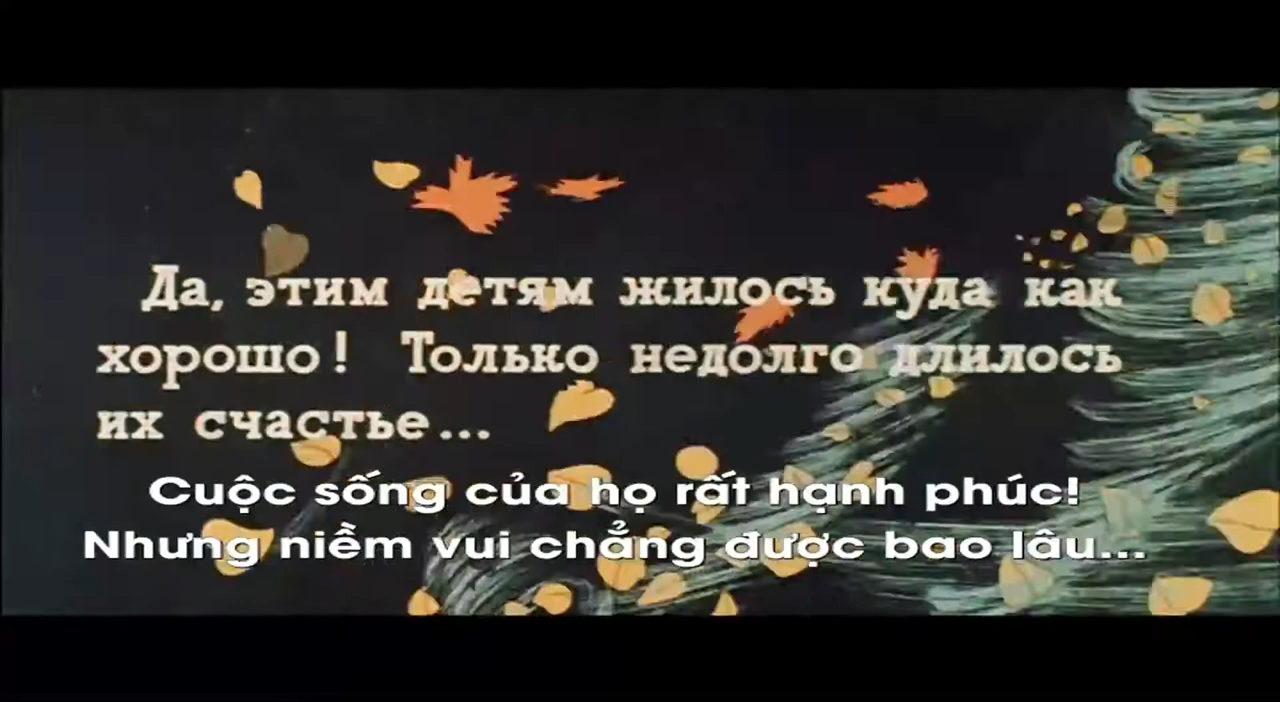 Да, этим детям жилось куда как
хорошо! Только недолго длилось
их счастье...
Cuộc sống của họ rất hạnh phúc!
Nhưng niềm vui chẳng được bao lâu...